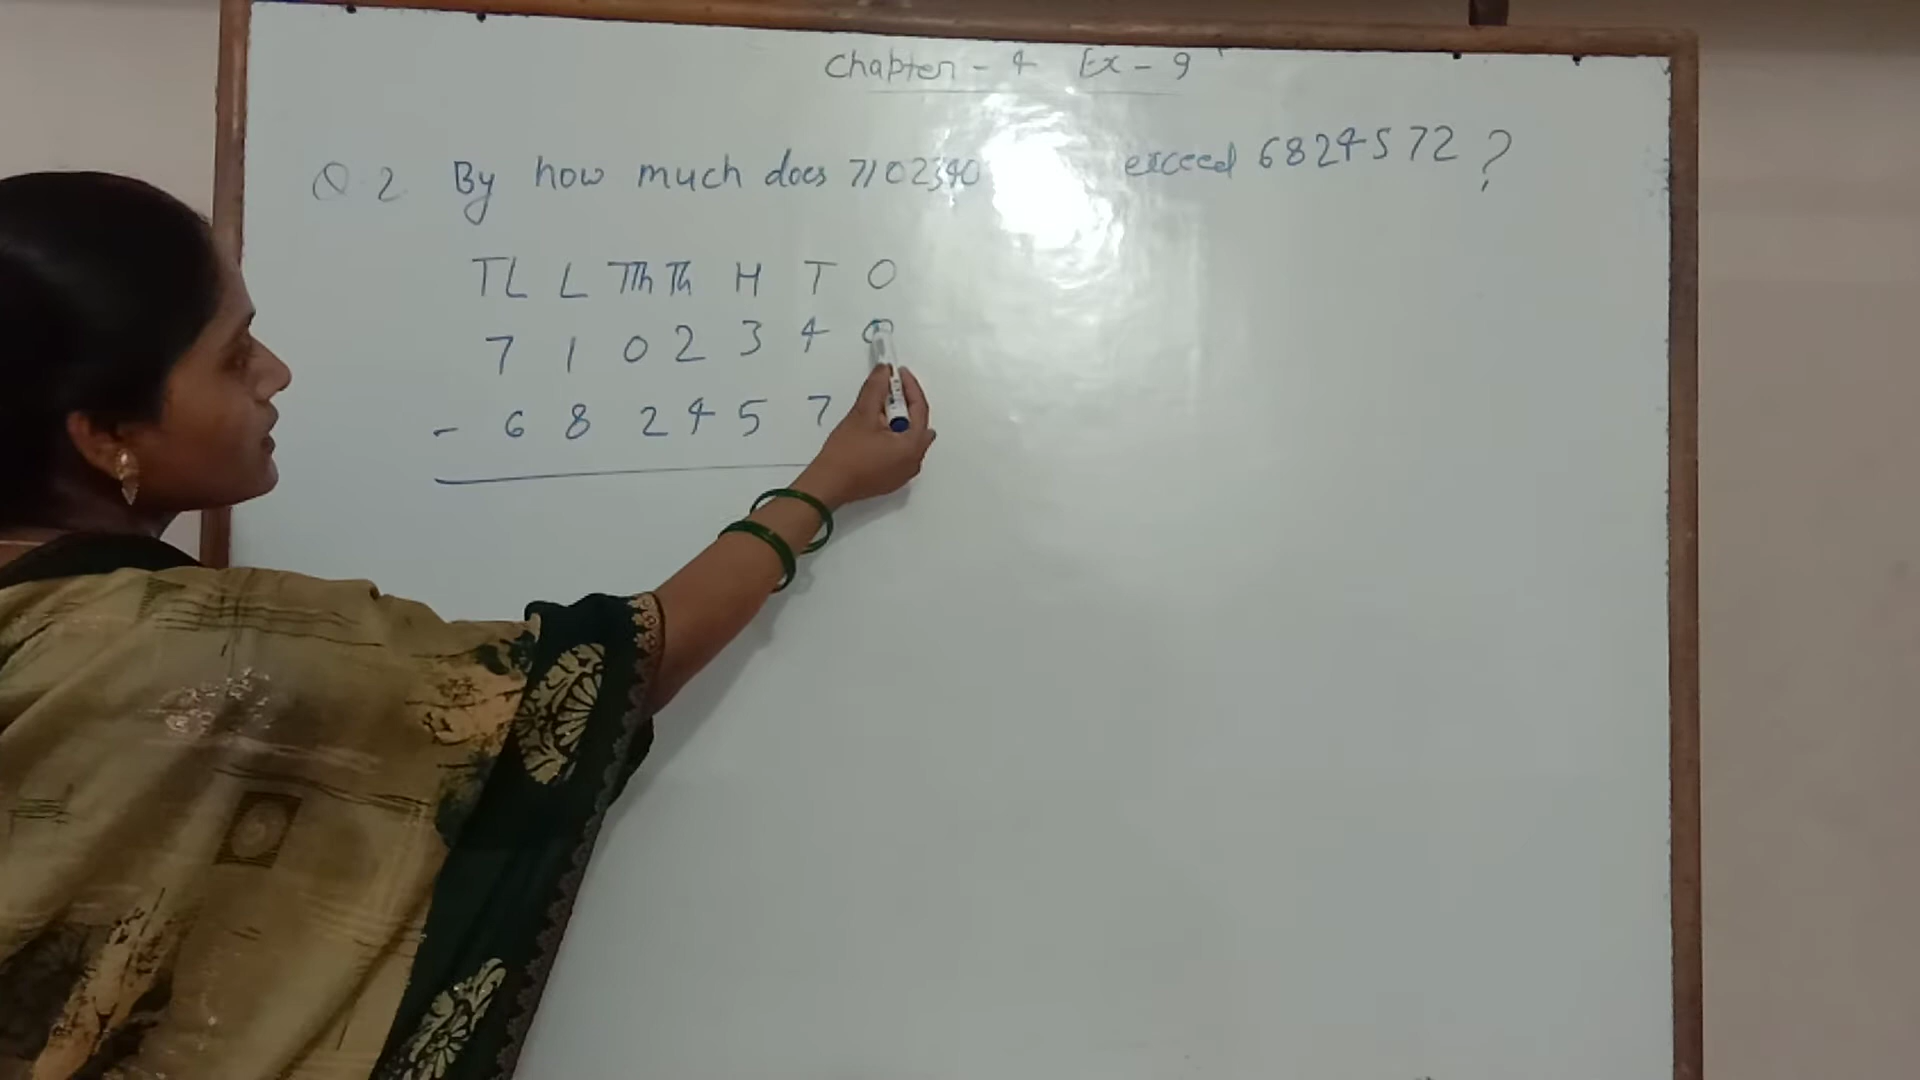 Chapter - 4 Ex - 9
Q.2 By how much does 7102340 exceed 6824572 ?
TL L TTh Th H T O
7 1 0 2 3 4 0
- 6 8 2 4 5 7